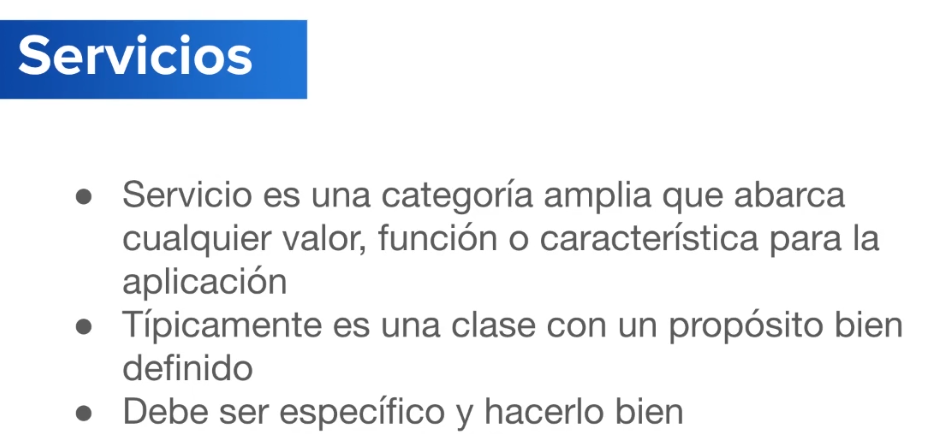 Servicios
● Servicio es una categoría amplia que abarca
cualquier valor, función o característica para la
aplicación
● Típicamente es una clase con un propósito bien
definido
● Debe ser específico y hacerlo bien